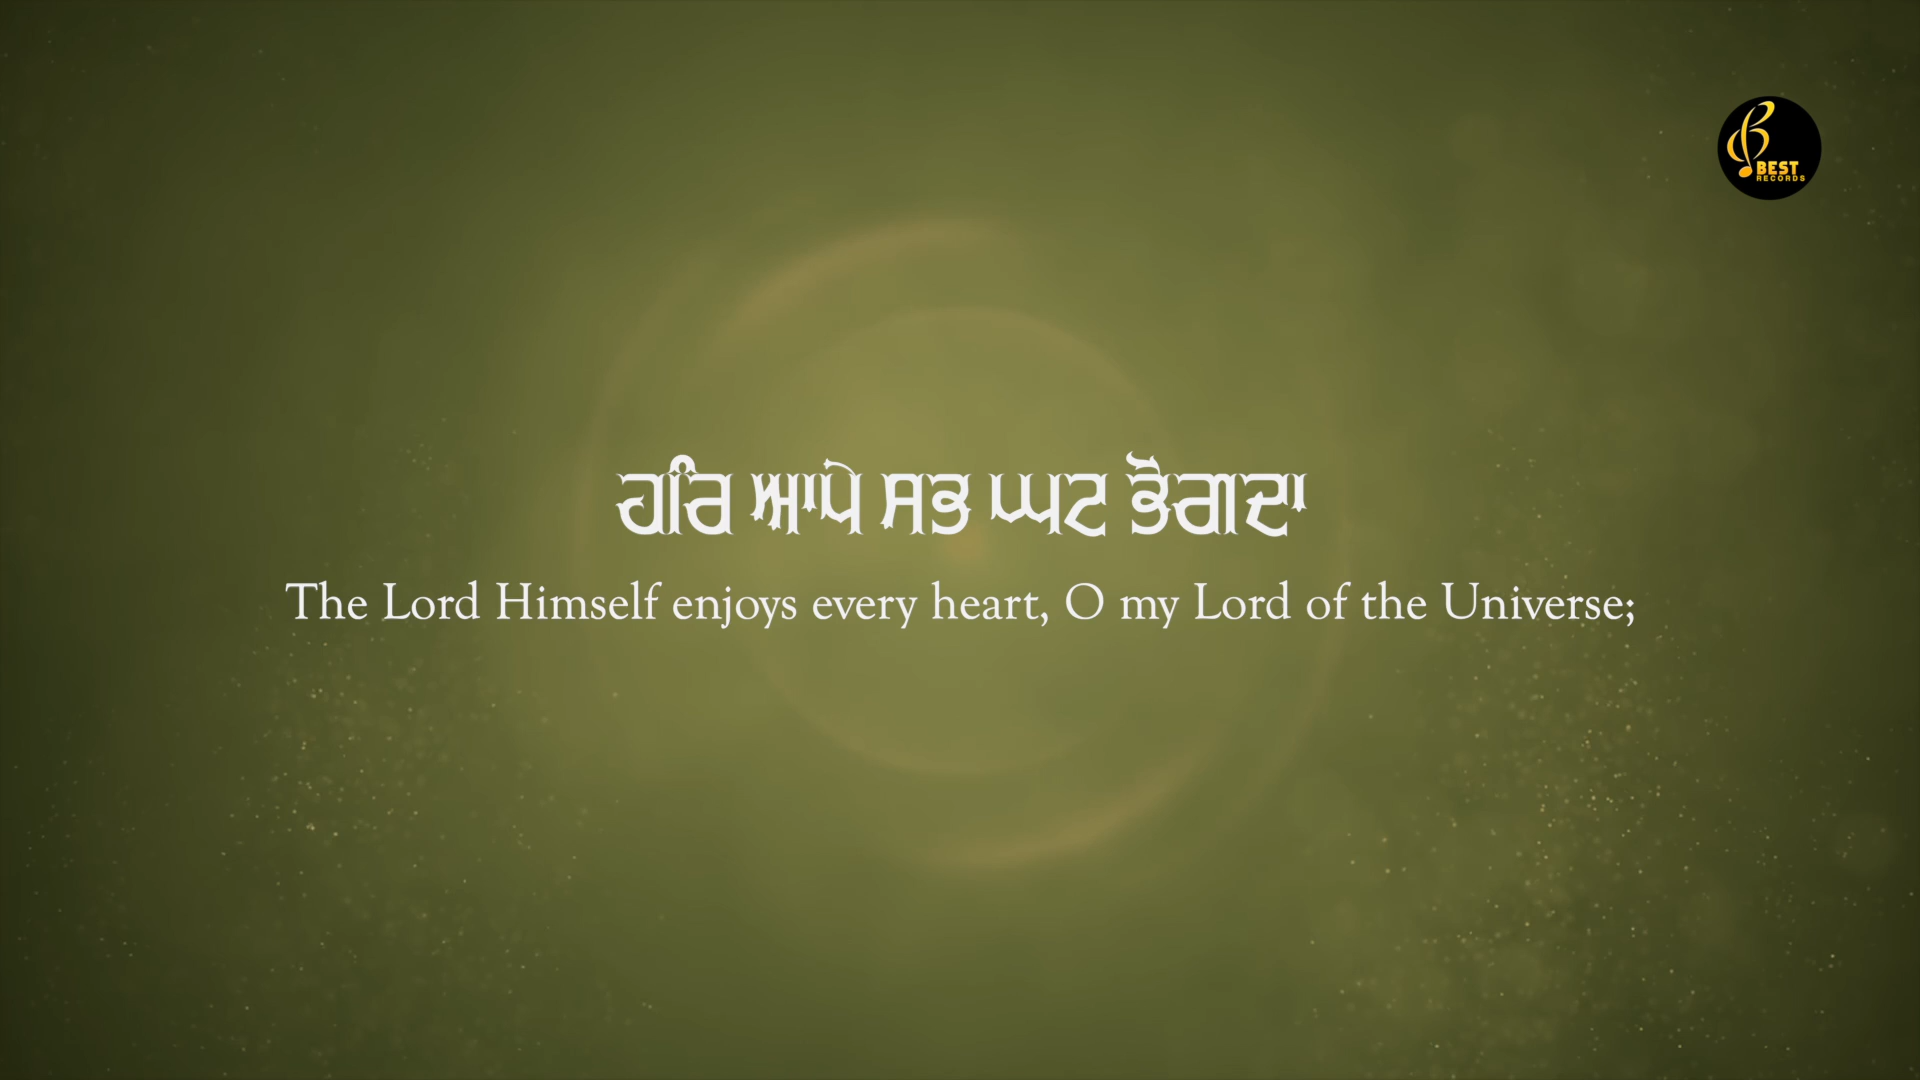 BEST
RECORDS
ਹਰਿ ਆਪੇ ਸਭ ਘਟ ਭੋਗਦਾ
The Lord Himself enjoys every heart, O my Lord of the Universe;